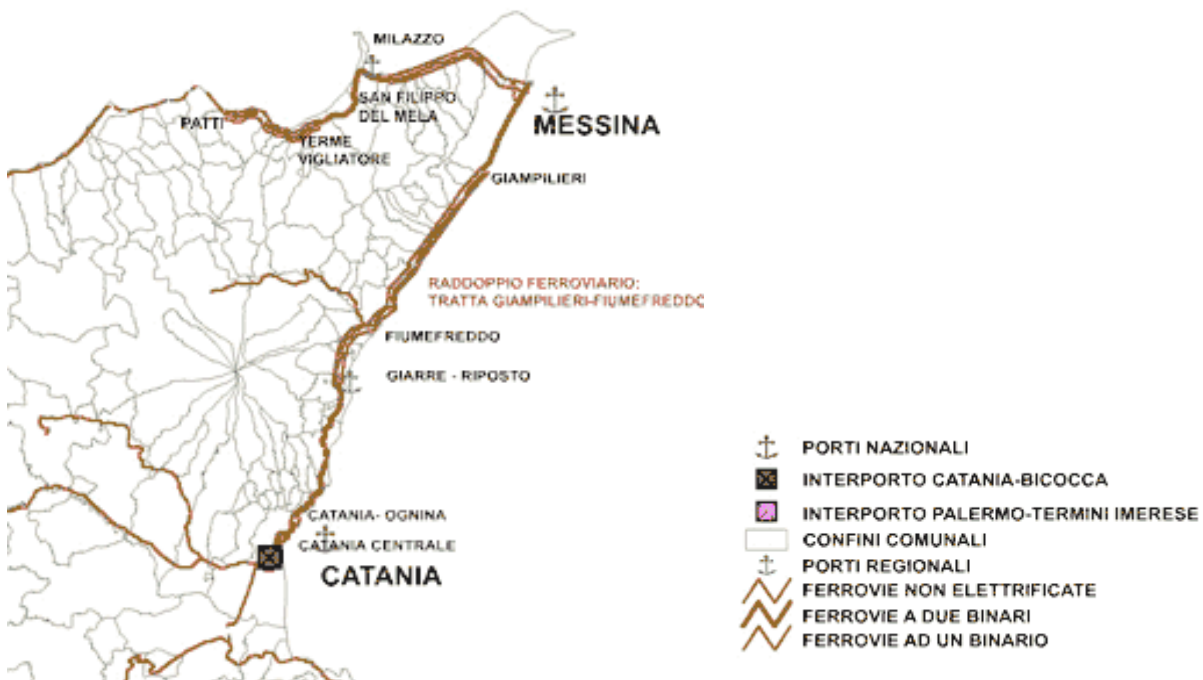 MILAZZO
SAN FILIPPO
DEL MELA
PATTI
TERME
VIGLIATORE
MESSINA
GIAMPILIERI
RADDOPPIO FERROVIARIO:
TRATTA GIAMPILIERI-FIUMEFREDDO
FIUMEFREDDO
GIARRE - RIPOSTO
CATANIA- OGNINA
CATANIA CENTRALE
CATANIA
PORTI NAZIONALI
INTERPORTO CATANIA-BICOCCA
INTERPORTO PALERMO-TERMINI IMERESE
CONFINI COMUNALI
PORTI REGIONALI
FERROVIE NON ELETTRIFICATE
FERROVIE A DUE BINARI
FERROVIE AD UN BINARIO